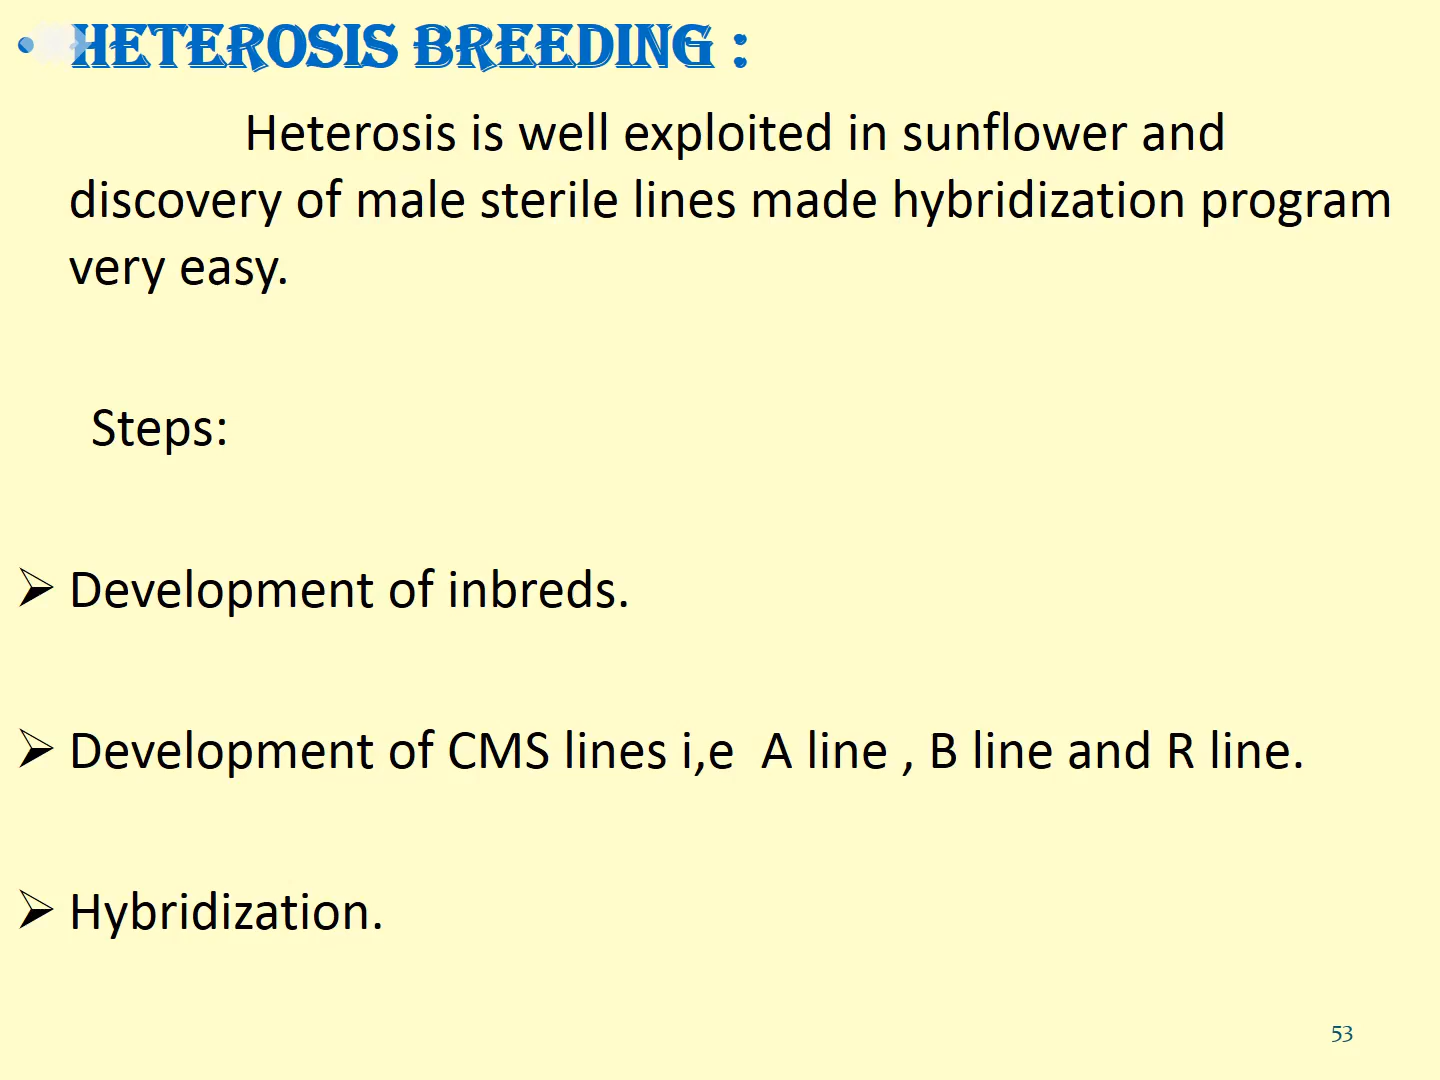 • HETEROSIS BREEDING :
Heterosis is well exploited in sunflower and
discovery of male sterile lines made hybridization program
very easy.
Steps:
➢ Development of inbreds.
➢ Development of CMS lines i,e  A line , B line and R line.
➢ Hybridization.
53